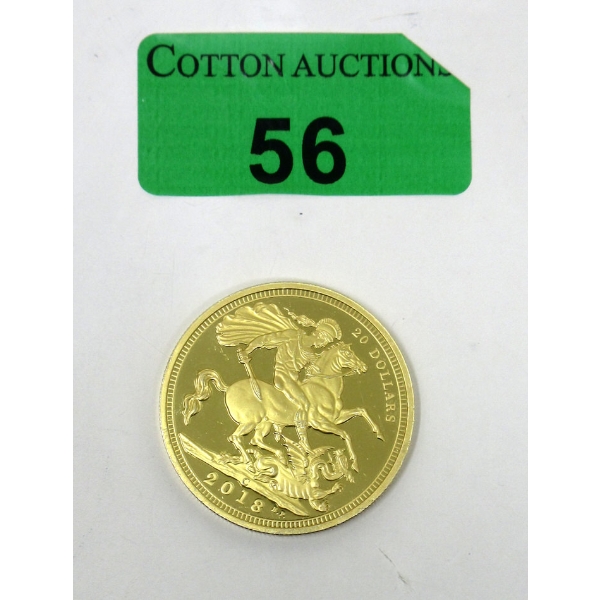 COTTON AUCTIONS
56
20 DOLLARS
2018 B.P.